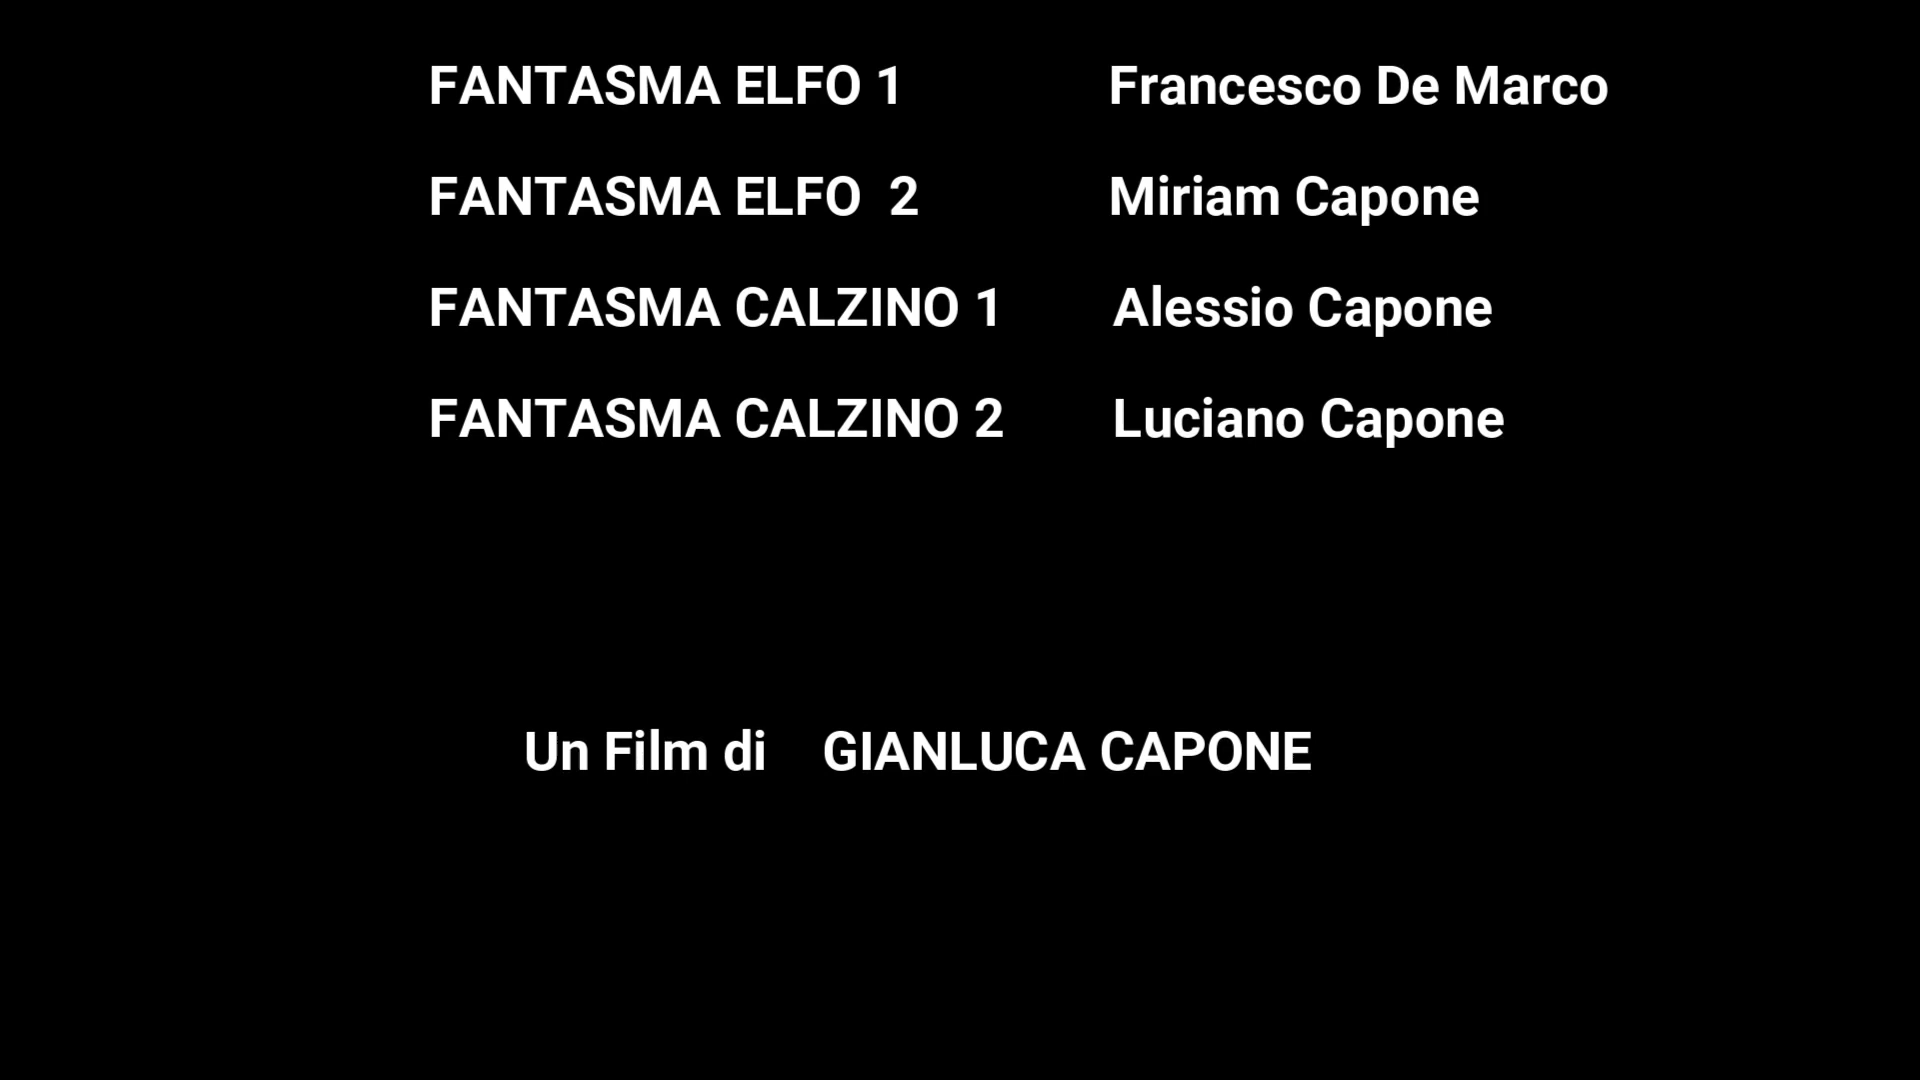 FANTASMA ELFO 1 Francesco De Marco
FANTASMA ELFO 2 Miriam Capone
FANTASMA CALZINO 1 Alessio Capone
FANTASMA CALZINO 2 Luciano Capone
Un Film di GIANLUCA CAPONE